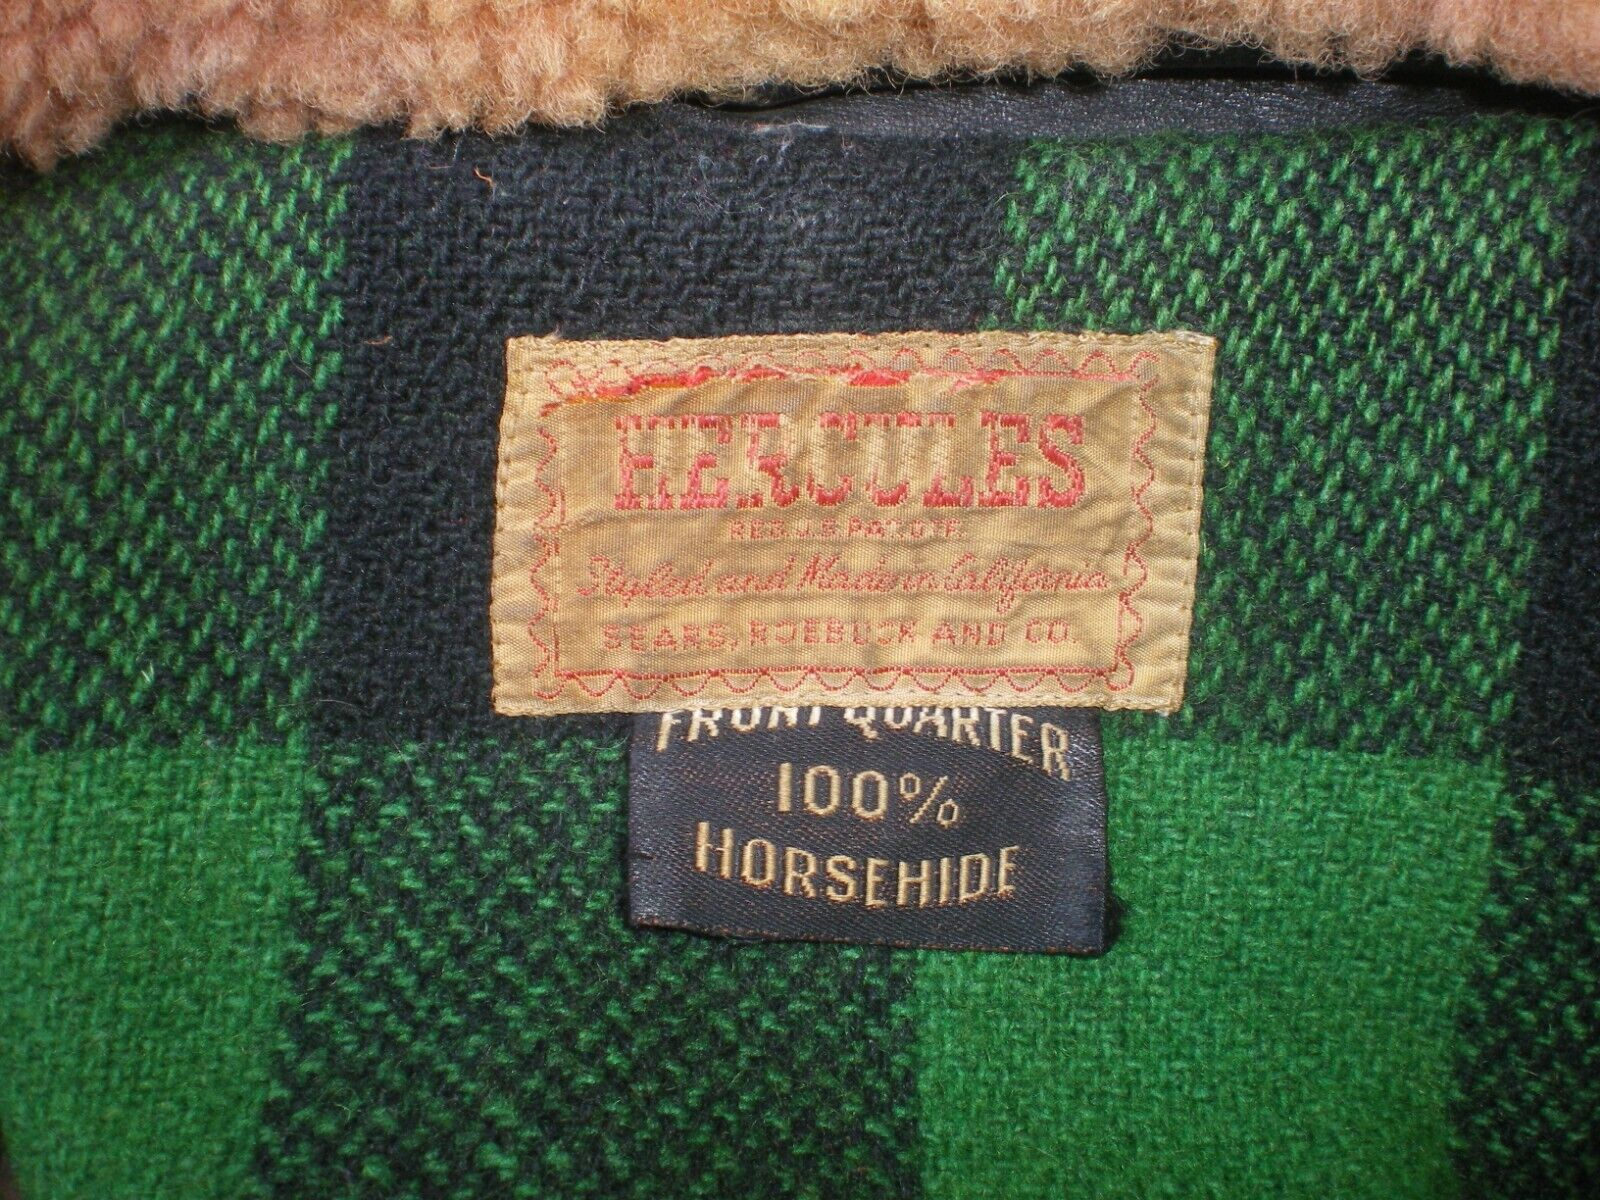 HERCULES
REG. U.S. PAT. OFF.
Styled and Made in California
SEARS, ROEBUCK AND CO.
FRONT QUARTER
100%
HORSEHIDE